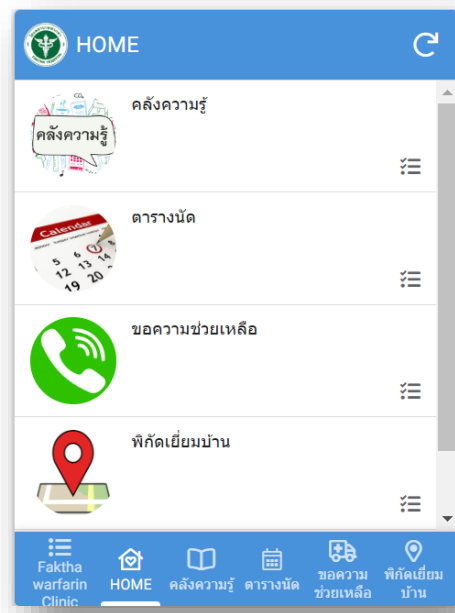 HOME
คลังความรู้
คลังความรู้
ตารางนัด
Calendar
5 6 7
12 13 14
19 20
ขอความช่วยเหลือ
พิกัดเยี่ยมบ้าน
Faktha
warfarin
Clinic
HOME
คลังความรู้
ตารางนัด
ขอความ
ช่วยเหลือ
พิกัดเยี่ยม
บ้าน